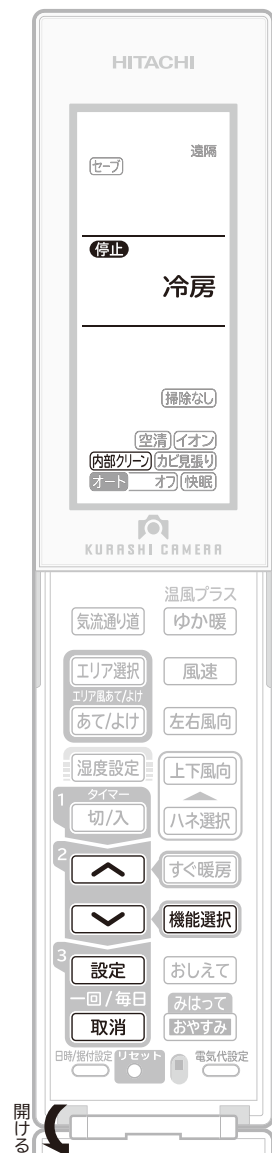 HITACHI
遠隔
セーブ
停止
冷房
掃除なし
空清 イオン
内部クリーン カビ見張り
オート オフ 快眠
KURASHI CAMERA
温風プラス
気流通り道 ゆか暖
エリア選択 風速
エリア風あて/よけ
あて/よけ 左右風向
湿度設定 上下風向
1 タイマー
切/入 ハネ選択
2 すぐ暖房
機能選択
3
設定 おしえて
一回/毎日 みはって
取消 おやすみ
日時/据付設定 リセット 電気代設定
開ける